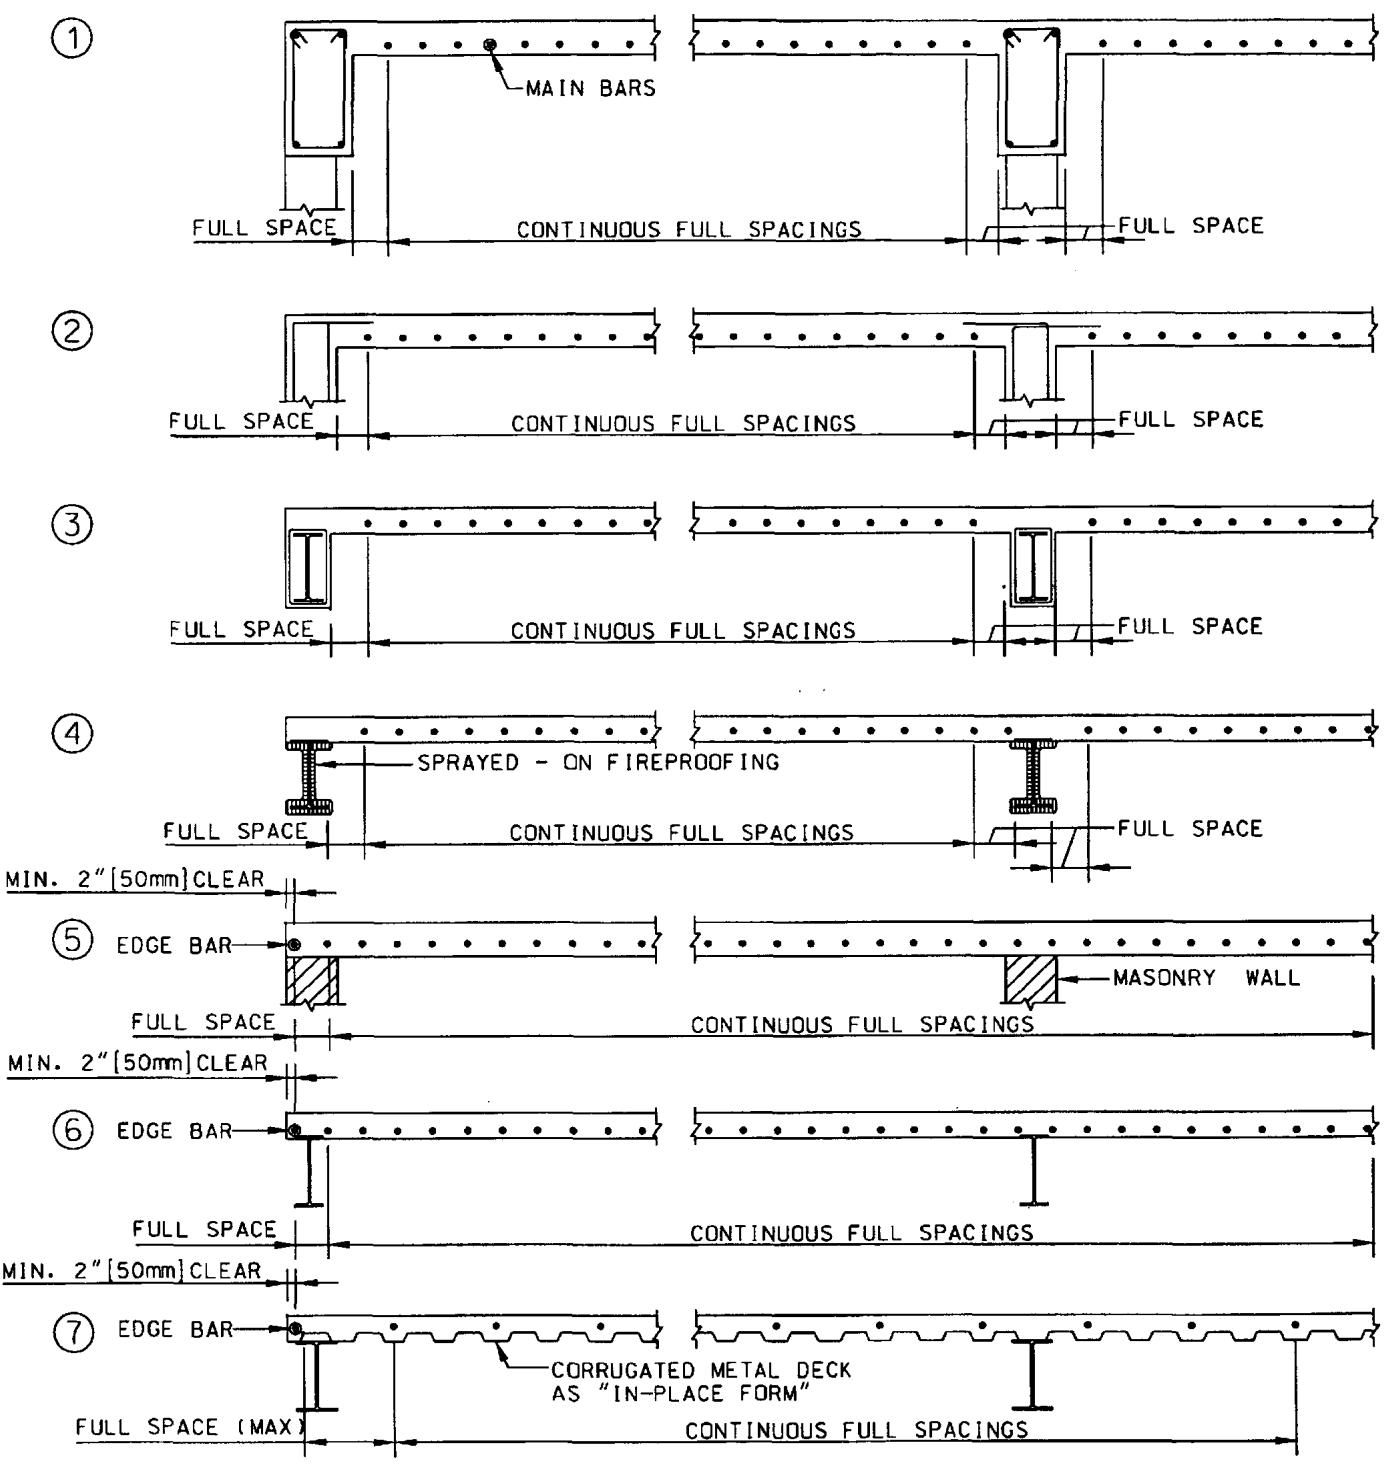 1
MAIN BARS
FULL SPACE CONTINUOUS FULL SPACINGS FULL SPACE
2
FULL SPACE CONTINUOUS FULL SPACINGS FULL SPACE
3
FULL SPACE CONTINUOUS FULL SPACINGS FULL SPACE
4
SPRAYED - ON FIREPROOFING
FULL SPACE CONTINUOUS FULL SPACINGS FULL SPACE
MIN. 2"[50mm]CLEAR
5 EDGE BAR
MASONRY WALL
FULL SPACE CONTINUOUS FULL SPACINGS
MIN. 2"[50mm]CLEAR
6 EDGE BAR
FULL SPACE CONTINUOUS FULL SPACINGS
MIN. 2"[50mm]CLEAR
7 EDGE BAR
CORRUGATED METAL DECK
AS "IN-PLACE FORM"
FULL SPACE (MAX) CONTINUOUS FULL SPACINGS